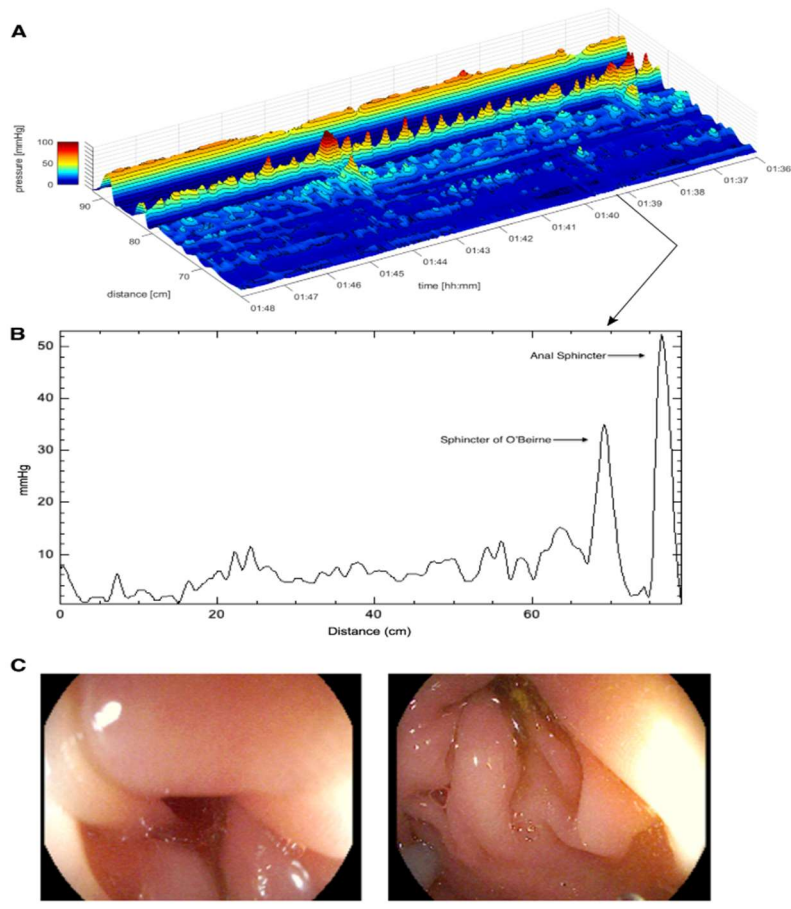 A
pressure [mmHg]
100
50
0
90
80
70
distance [cm]
01:48
01:47
01:46
01:45
01:44
01:43
01:42
01:41
01:40
01:39
01:38
01:37
01:36
time [hh:mm]
B
50
40
30
20
10
mmHg
Anal Sphincter
Sphincter of O'Beirne
0
20
40
60
Distance (cm)
C